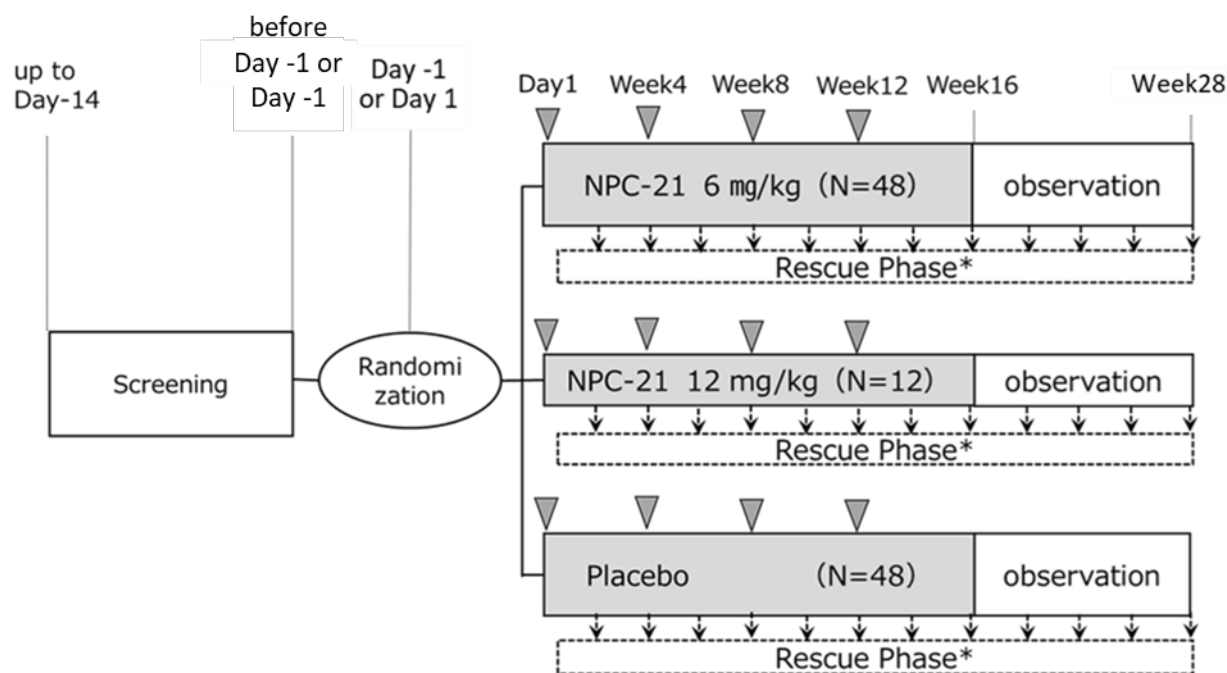 up to
Day-14
before
Day -1 or
Day -1
Day -1
or Day 1
Day1 Week4 Week8 Week12 Week16 Week28
Screening
Randomi
zation
NPC-21 6 mg/kg (N=48) observation
Rescue Phase*
NPC-21 12 mg/kg (N=12) observation
Rescue Phase*
Placebo (N=48) observation
Rescue Phase*